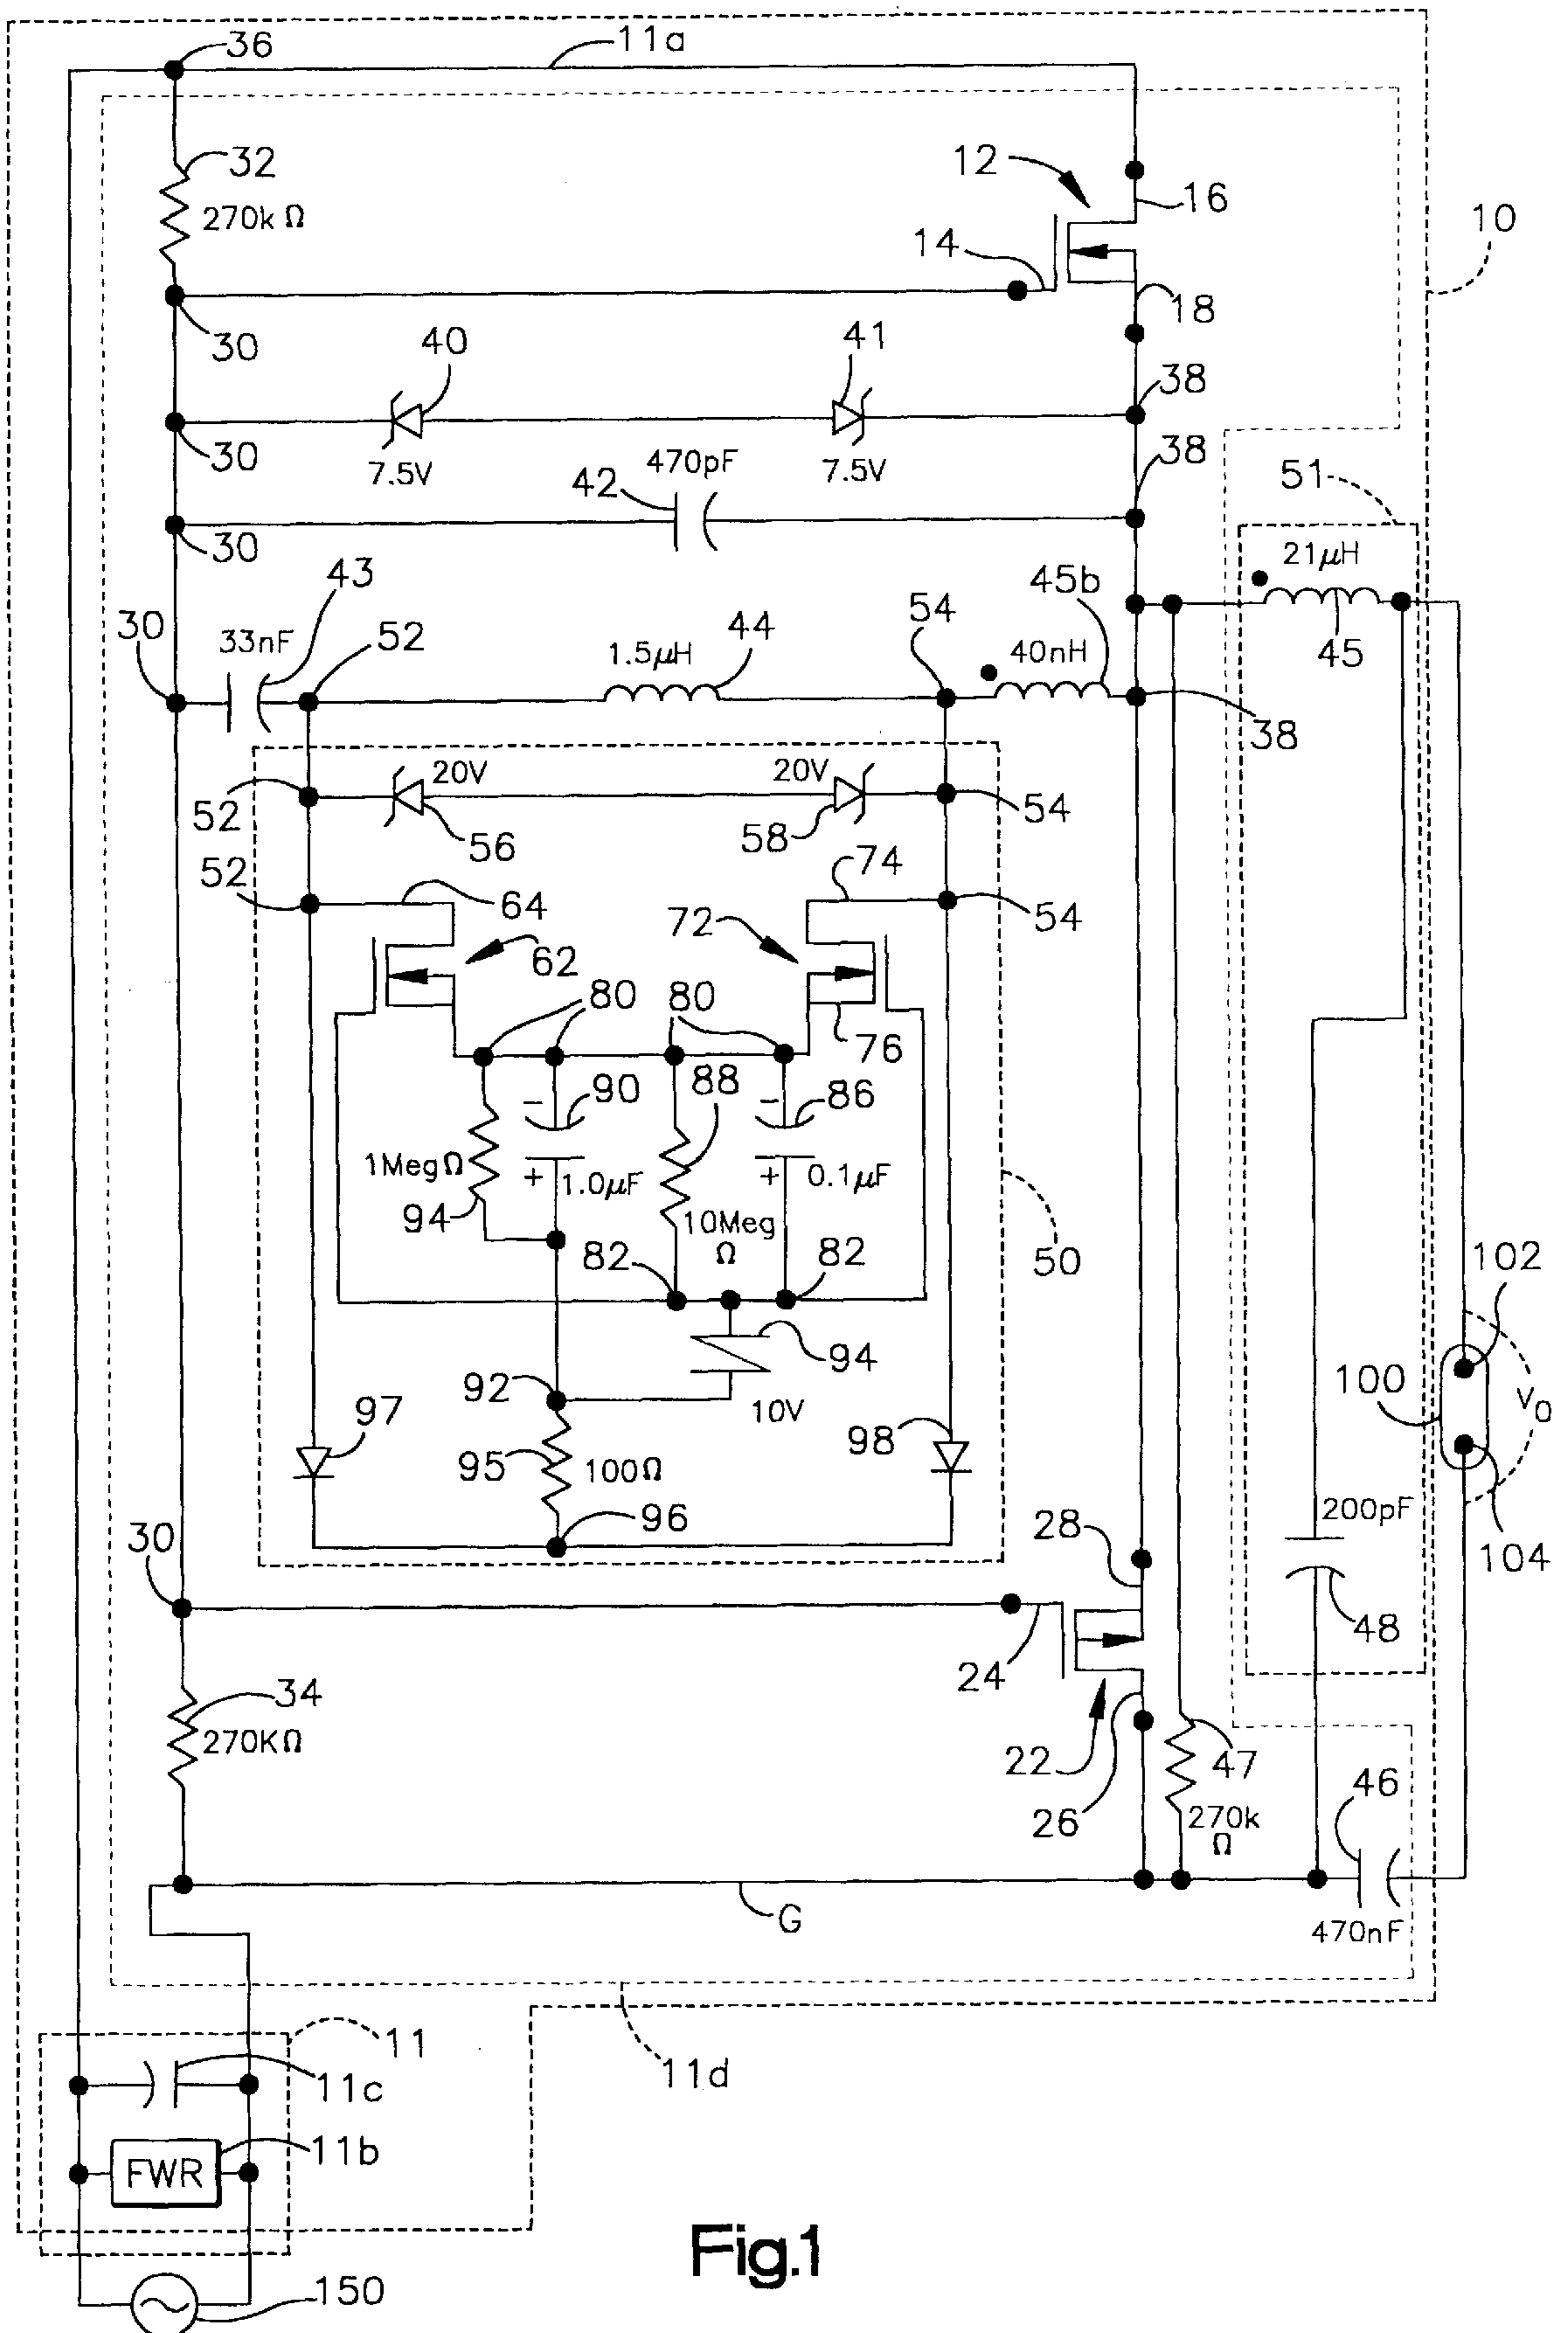 36
11a
32
270k Ω
12
16
10
14
18
30
40
41
38
30
7.5V
470pF
7.5V
38
42
51
30
21μH
43
45b
30
33nF
52
1.5μH
44
54
40nH
45
38
20V
20V
52
56
58
54
52
64
74
54
62
72
80
80
76
90
88
86
−
−
1MegΩ
+
1.0μF
+
0.1μF
94
10Meg
Ω
50
82
82
102
94
92
10V
100
V0
97
98
95
100Ω
96
200pF
30
28
104
24
48
34
270KΩ
22
47
46
26
270k
Ω
G
470nF
11
11c
11d
11b
FWR
150
Fig.1